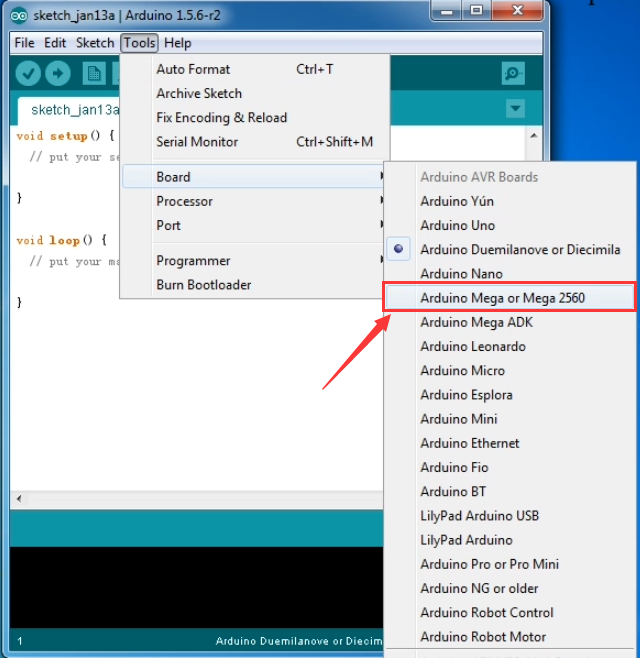 sketch_jan13a | Arduino 1.5.6-r2
File Edit Sketch Tools Help
sketch_jan13a
void setup() {
// put your se
}
void loop() {
// put your ma
}
Auto Format Ctrl+T
Archive Sketch
Fix Encoding & Reload
Serial Monitor Ctrl+Shift+M
Board
Processor
Port
Programmer
Burn Bootloader
Arduino AVR Boards
Arduino Yún
Arduino Uno
Arduino Duemilanove or Diecimila
Arduino Nano
Arduino Mega or Mega 2560
Arduino Mega ADK
Arduino Leonardo
Arduino Micro
Arduino Esplora
Arduino Mini
Arduino Ethernet
Arduino Fio
Arduino BT
LilyPad Arduino USB
LilyPad Arduino
Arduino Pro or Pro Mini
Arduino NG or older
Arduino Robot Control
Arduino Robot Motor
1 Arduino Duemilanove or Diecim